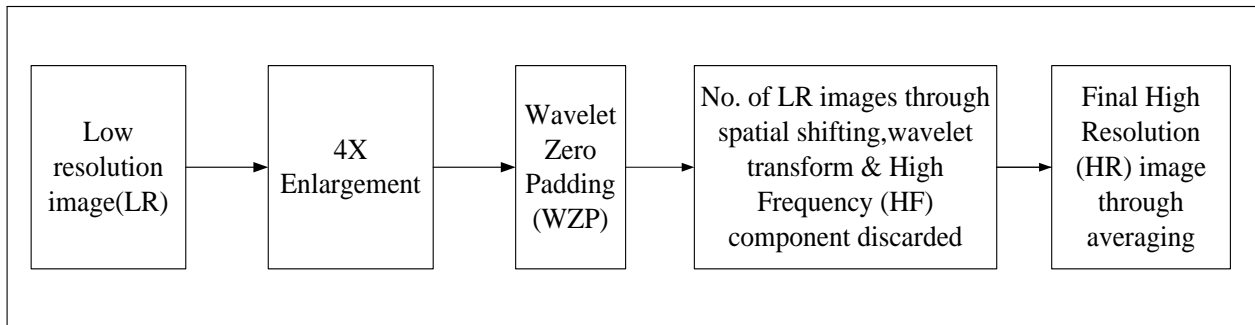 Low
resolution
image(LR)
4X
Enlargement
Wavelet
Zero
Padding
(WZP)
No. of LR images through
spatial shifting,wavelet
transform & High
Frequency (HF)
component discarded
Final High
Resolution
(HR) image
through
averaging